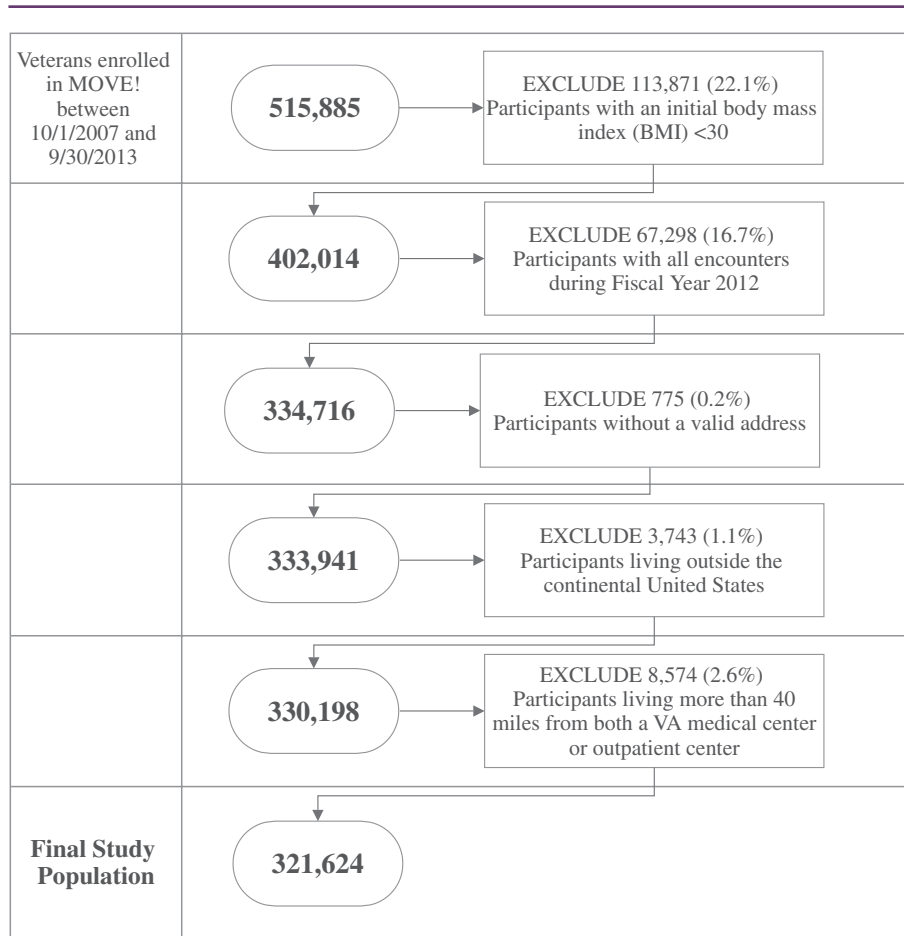 Veterans enrolled
in MOVE!
between
10/1/2007 and
9/30/2013
515,885
EXCLUDE 113,871 (22.1%)
Participants with an initial body mass
index (BMI) <30
402,014
EXCLUDE 67,298 (16.7%)
Participants with all encounters
during Fiscal Year 2012
334,716
EXCLUDE 775 (0.2%)
Participants without a valid address
333,941
EXCLUDE 3,743 (1.1%)
Participants living outside the
continental United States
330,198
EXCLUDE 8,574 (2.6%)
Participants living more than 40
miles from both a VA medical center
or outpatient center
Final Study
Population
321,624